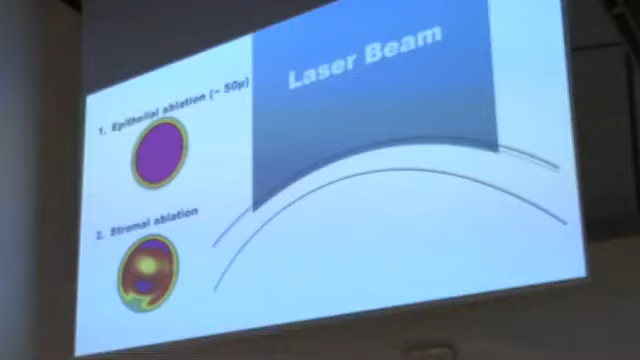 Laser Beam
1. Epithelial ablation (~ 50μ)
2. Stromal ablation